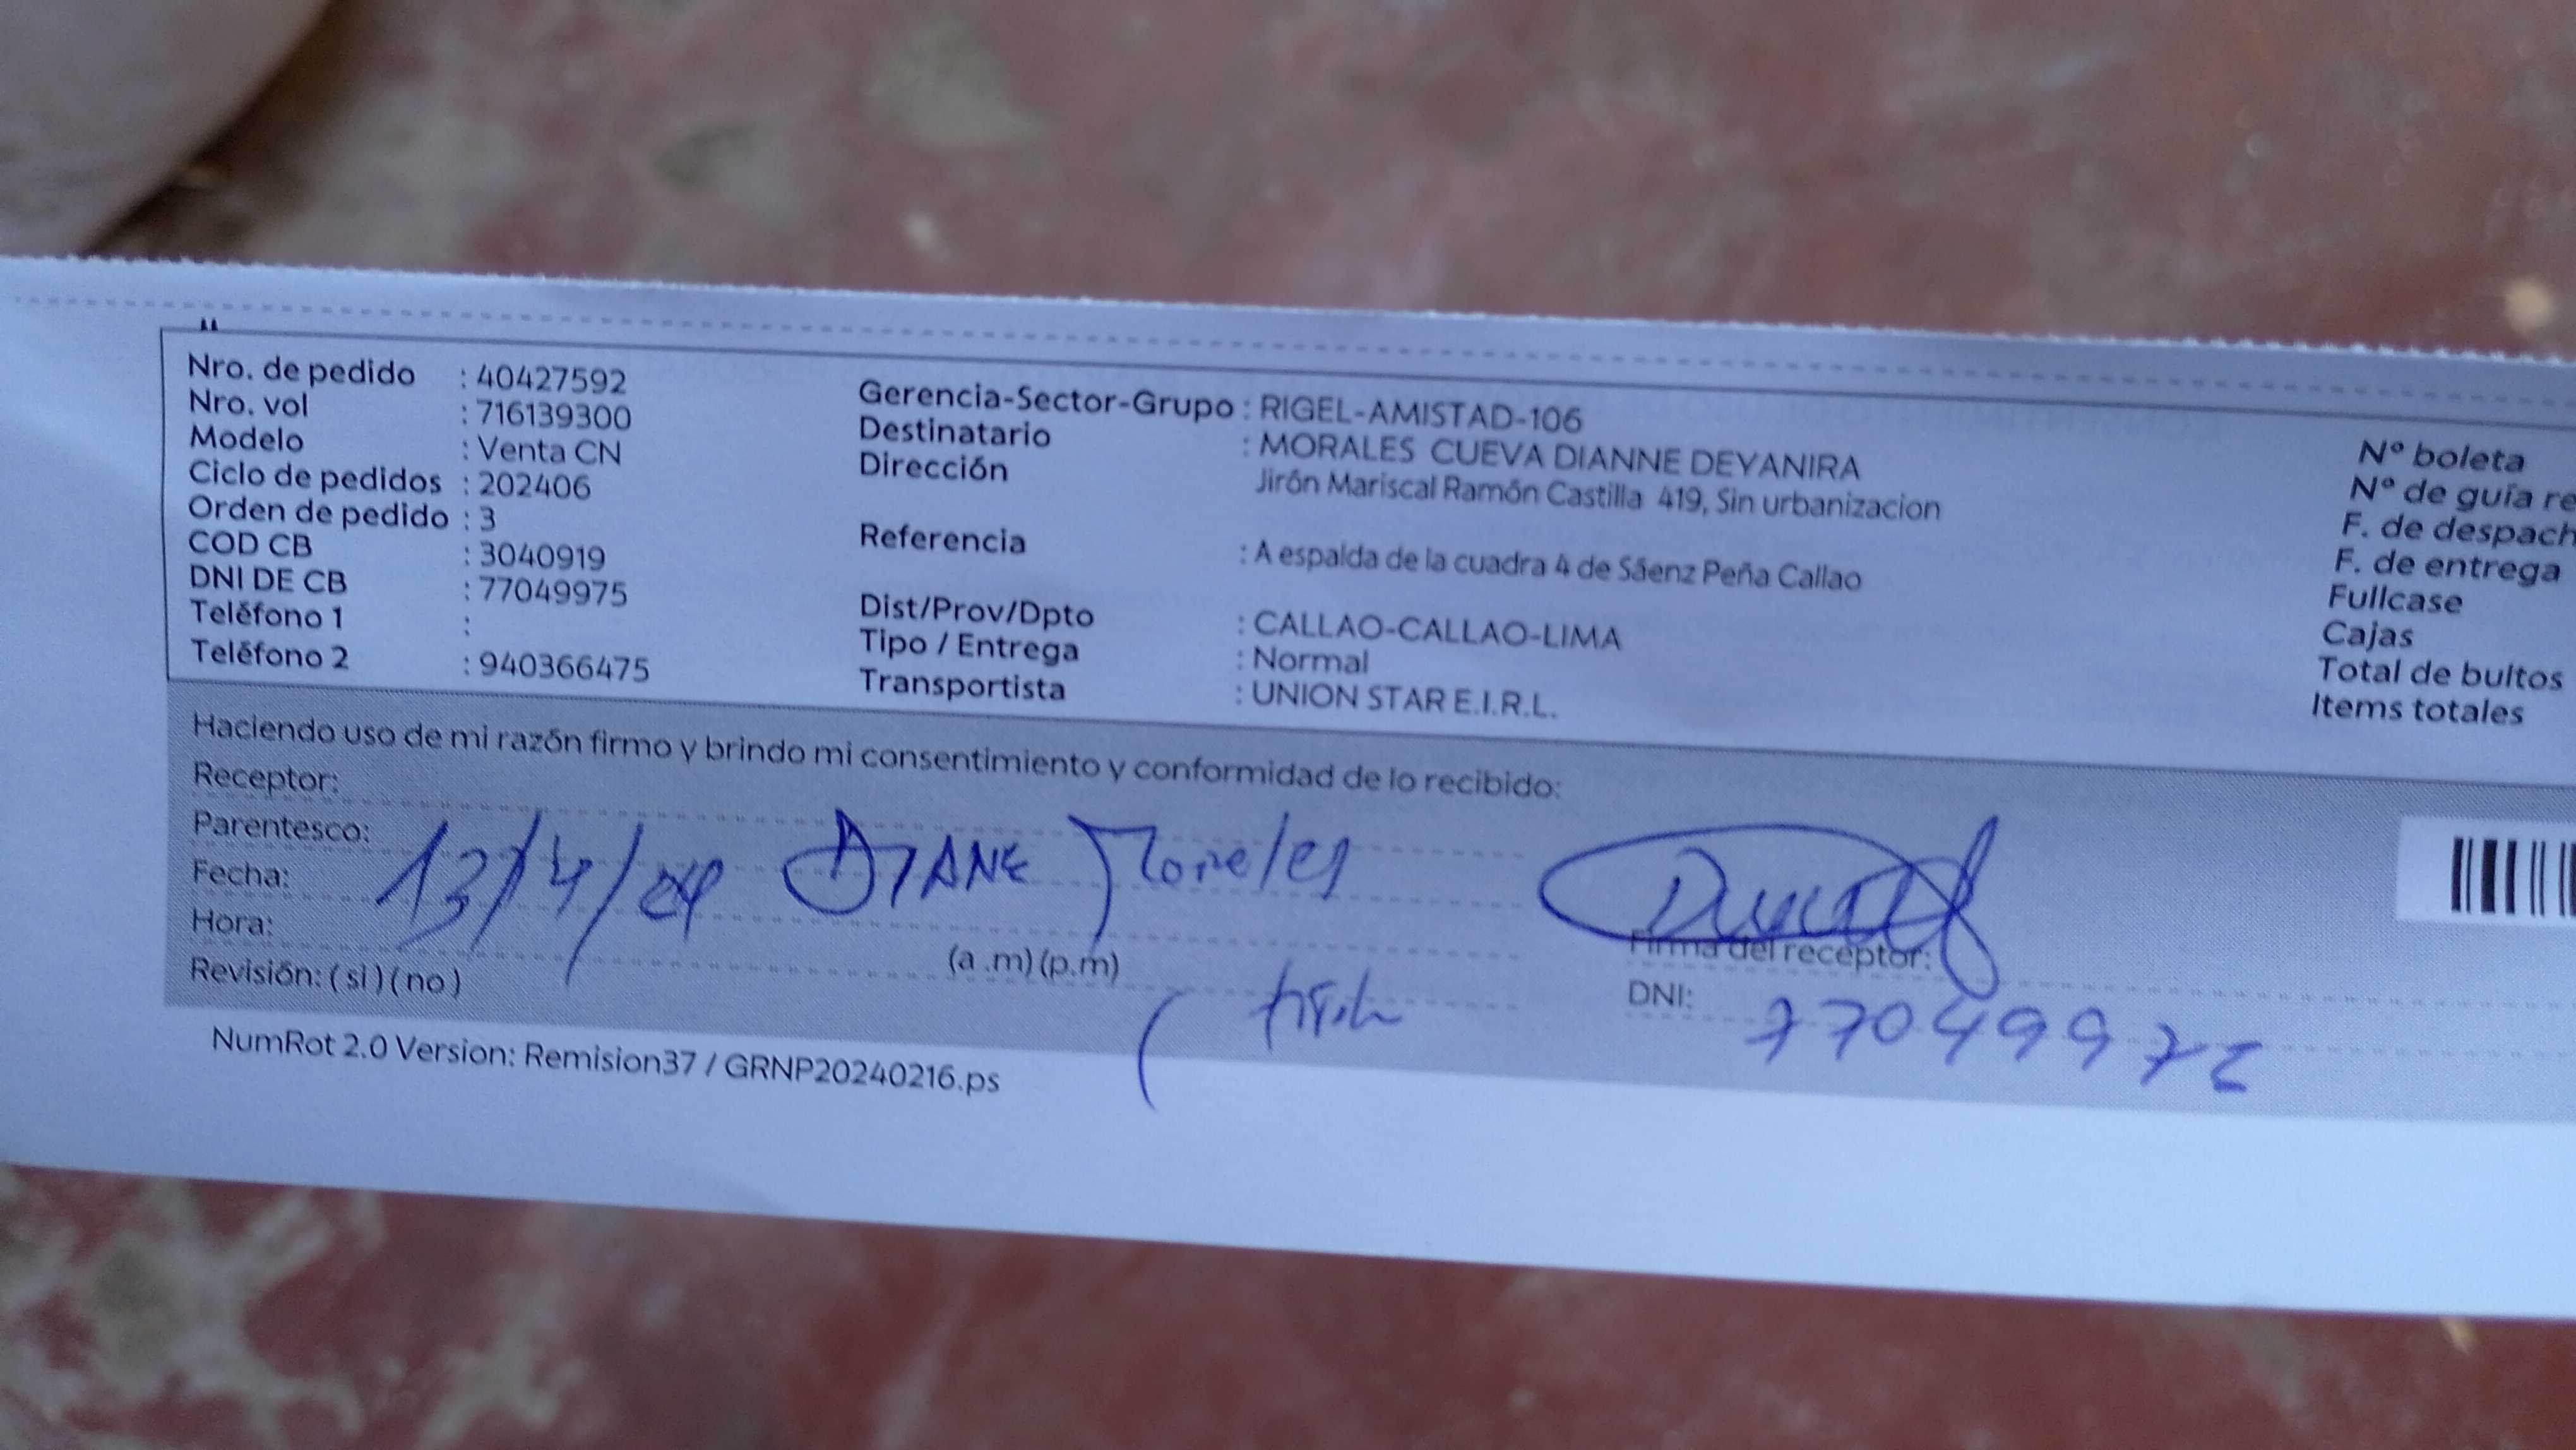 Nro. de pedido : 40427592
Nro. vol : 716139300
Modelo : Venta CN
Ciclo de pedidos : 202406
Orden de pedido : 3
COD CB : 3040919
DNI DE CB : 77049975
Teléfono 1 :
Teléfono 2 : 940366475
Gerencia-Sector-Grupo : RIGEL-AMISTAD-106
Destinatario : MORALES CUEVA DIANNE DEYANIRA
Dirección Jirón Mariscal Ramón Castilla 419, Sin urbanizacion
Referencia : A espalda de la cuadra 4 de Sáenz Peña Callao
Dist/Prov/Dpto : CALLAO-CALLAO-LIMA
Tipo / Entrega : Normal
Transportista : UNION STAR E.I.R.L.
Nº boleta
Nº de guía re
F. de despach
F. de entrega
Fullcase
Cajas
Total de bultos
Items totales
Haciendo uso de mi razón firmo y brindo mi consentimiento y conformidad de lo recibido:
Receptor:
Parentesco:
Fecha: 13/4/24 DIANE Morales
Hora: (a .m) (p.m)
Revisión: ( si ) ( no )
Firma del receptor:
DNI: 7704997
NumRot 2.0 Version: Remision37 / GRNP20240216.ps